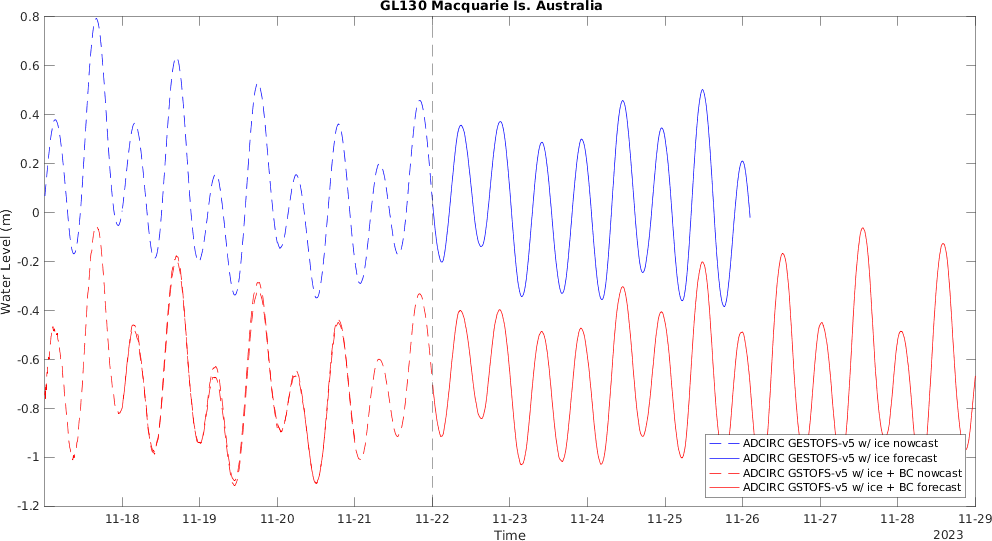 GL130 Macquarie Is. Australia
0.8
0.6
0.4
0.2
0
-0.2
-0.4
-0.6
-0.8
-1
-1.2
Water Level (m)
11-18 11-19 11-20 11-21 11-22 11-23 11-24 11-25 11-26 11-27 11-28 11-29
Time
2023
ADCIRC GESTOFS-v5 w/ ice nowcast
ADCIRC GESTOFS-v5 w/ ice forecast
ADCIRC GSTOFS-v5 w/ ice + BC nowcast
ADCIRC GSTOFS-v5 w/ ice + BC forecast